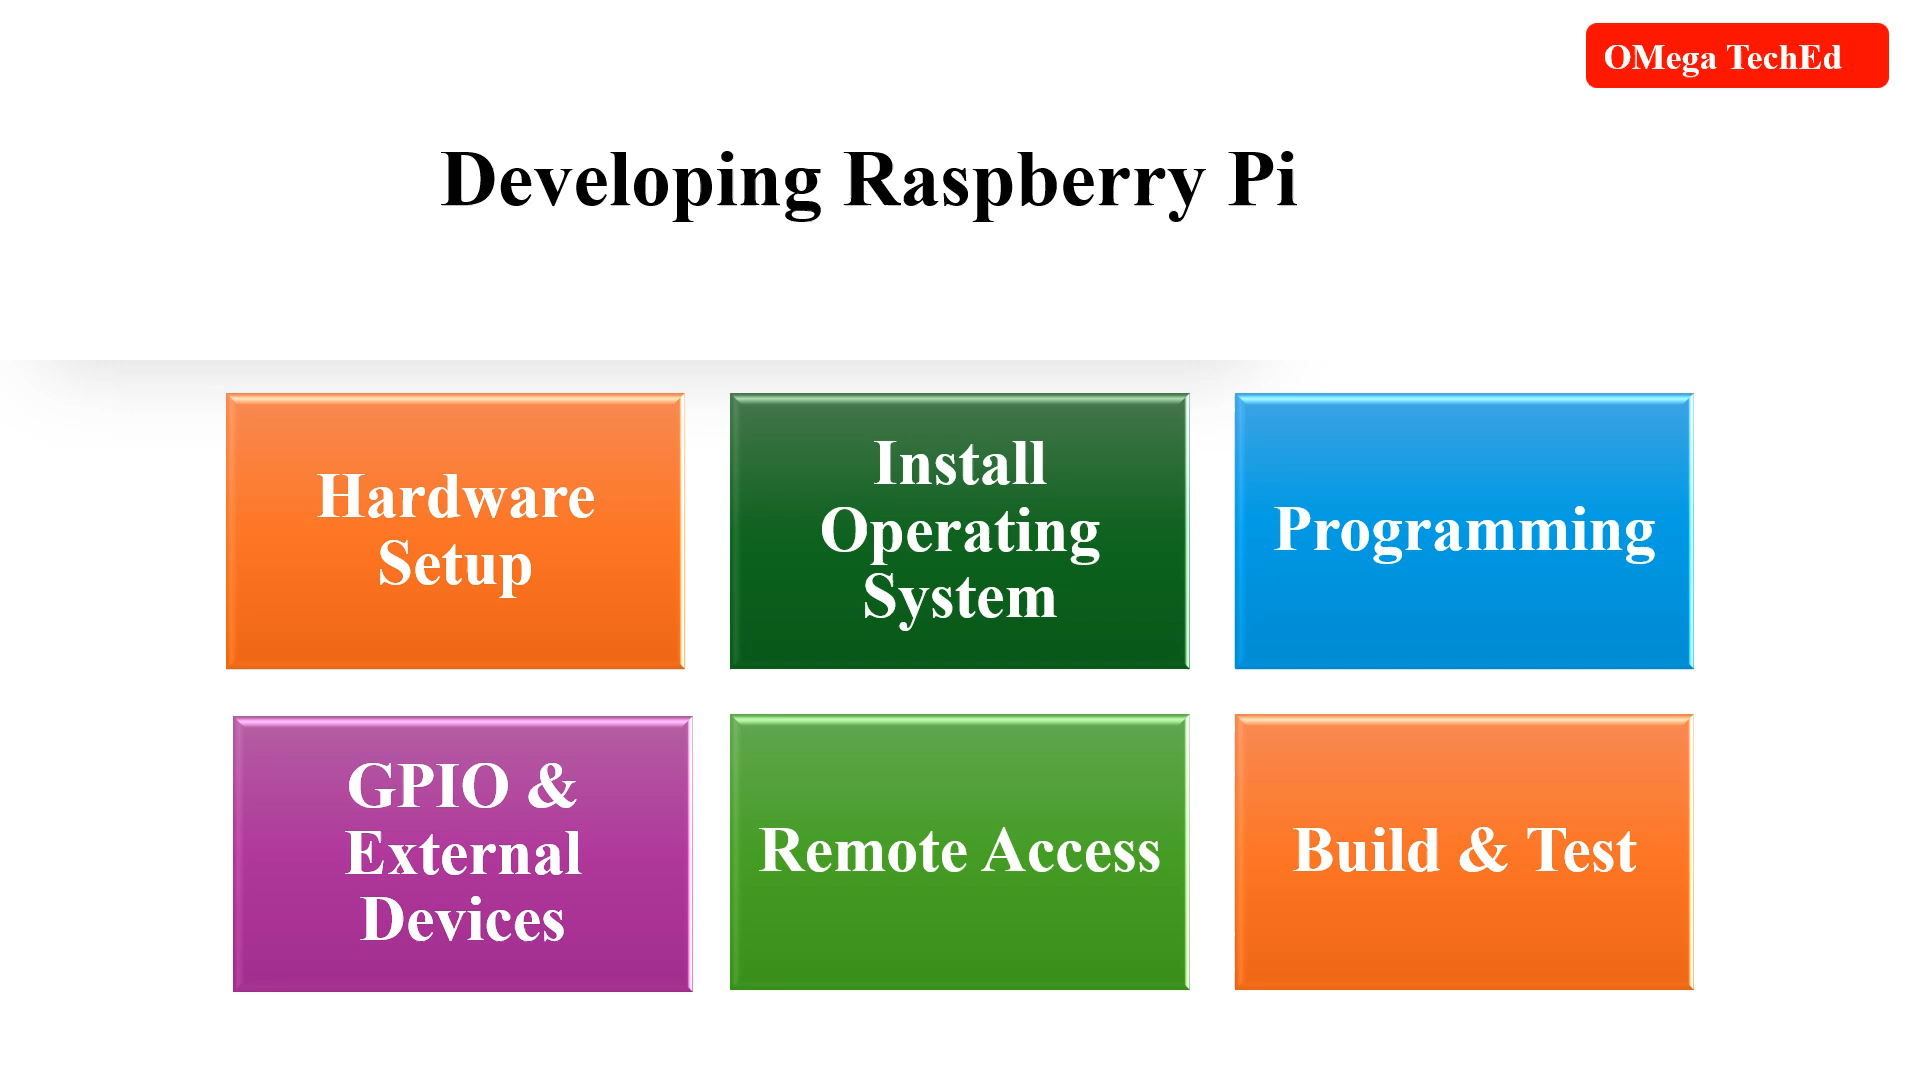 OMega TechEd
Developing Raspberry Pi
Hardware
Setup
Install
Operating
System
Programming
GPIO &
External
Devices
Remote Access
Build & Test